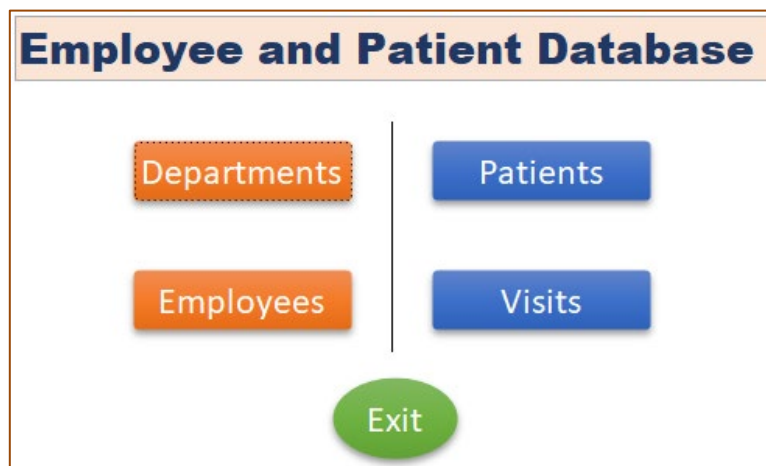 Employee and Patient Database
Departments
Patients
Employees
Visits
Exit